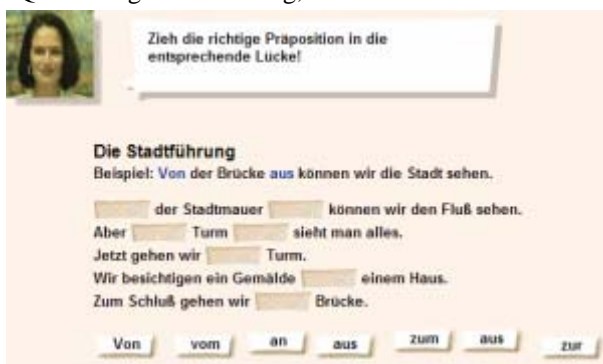 Zieh die richtige Präposition in die
entsprechende Lücke!
Die Stadtführung
Beispiel: Von der Brücke aus können wir die Stadt sehen.
der Stadtmauer können wir den Fluß sehen.
Aber Turm sieht man alles.
Jetzt gehen wir Turm.
Wir besichtigen ein Gemälde einem Haus.
Zum Schluß gehen wir Brücke.
Von vom an aus zum aus zur